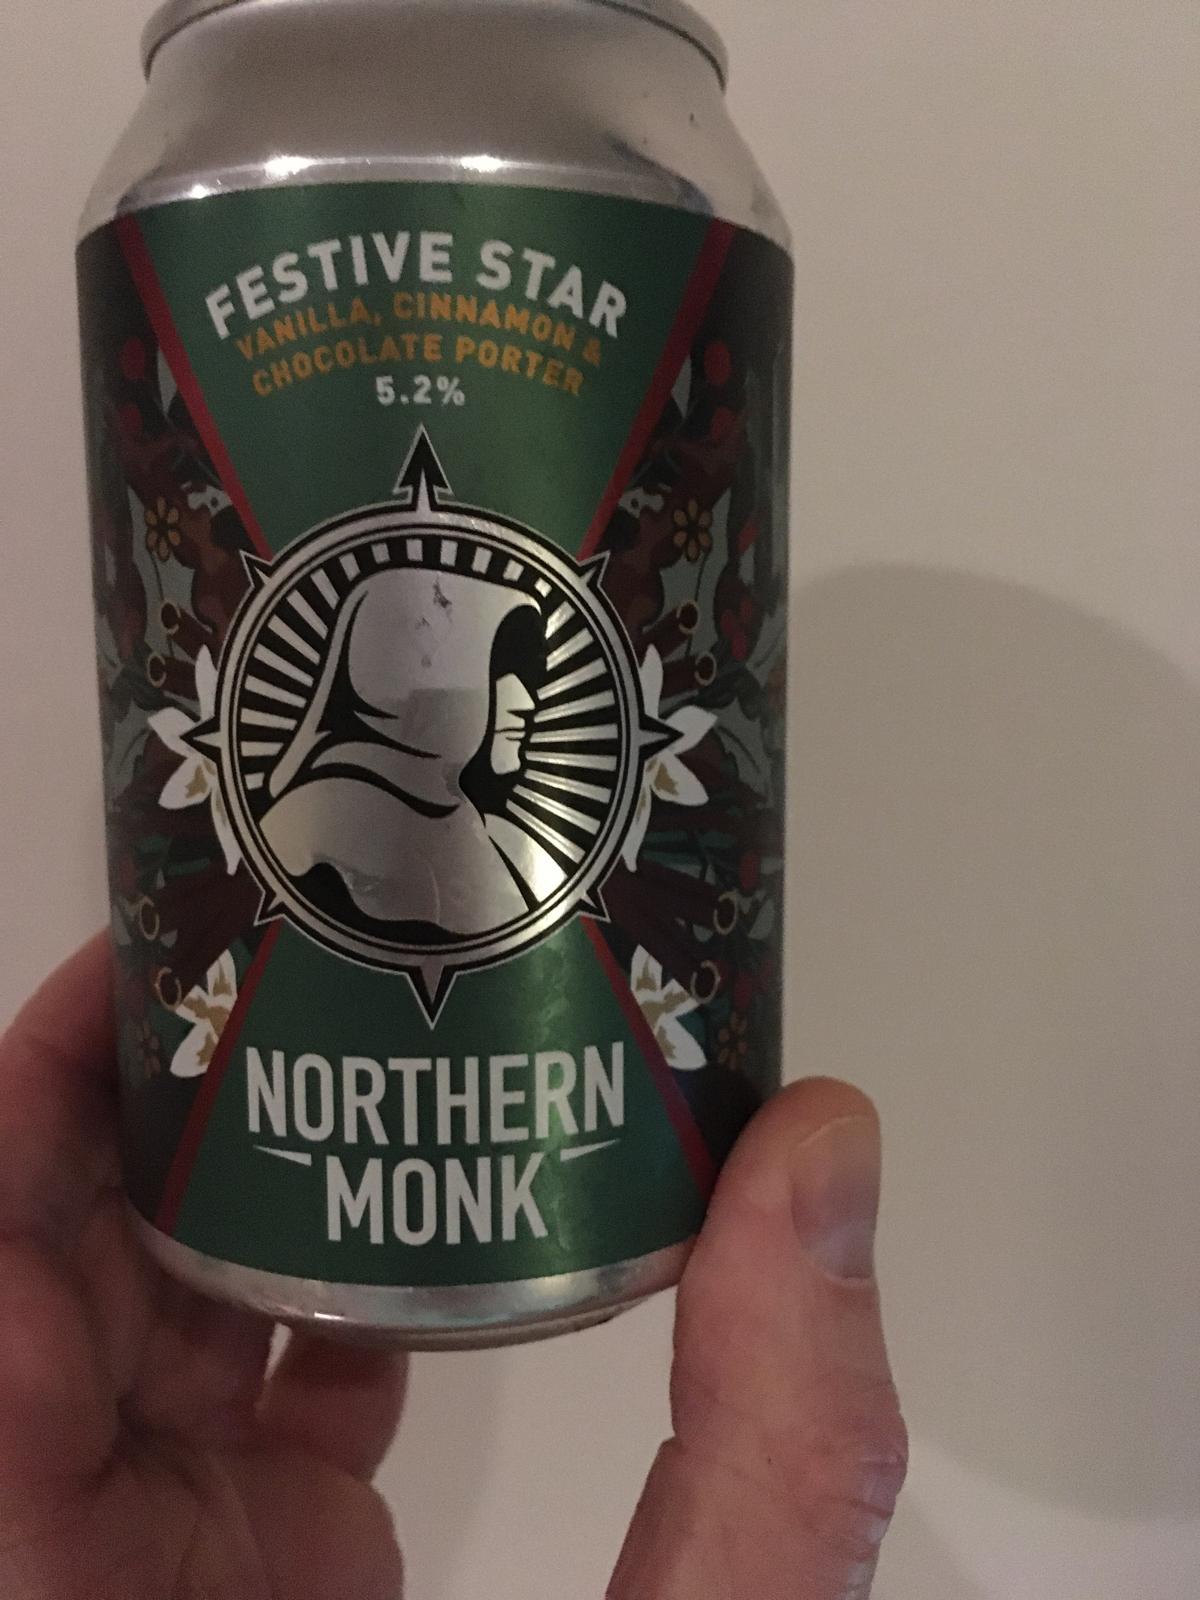 FESTIVE STAR
VANILLA, CINNAMON &
CHOCOLATE PORTER
5.2%
NORTHERN
MONK